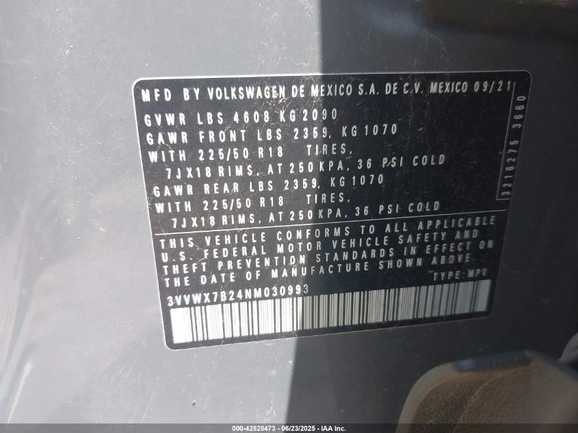 MFD BY VOLKSWAGEN DE MEXICO S.A. DE C.V. MEXICO 09/21
GVWR LBS 4608 KG 2090
GAWR FRONT LBS 2359, KG 1070
WITH 225/50 R18 TIRES,
7JX18 RIMS, AT 250 KPA, 36 PSI COLD
GAWR REAR LBS 2359, KG 1070
WITH 225/50 R18 TIRES,
7JX18 RIMS, AT 250 KPA, 36 PSI COLD
THIS VEHICLE CONFORMS TO ALL APPLICABLE
U.S. FEDERAL MOTOR VEHICLE SAFETY AND
THEFT PREVENTION STANDARDS IN EFFECT ON
THE DATE OF MANUFACTURE SHOWN ABOVE.
TYPE: MPV
3VVWX7B24NM030993
000-42528473 - 06/23/2025 - IAA Inc.